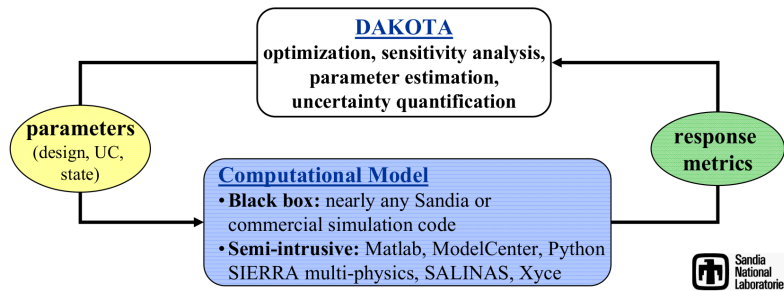 DAKOTA
optimization, sensitivity analysis,
parameter estimation,
uncertainty quantification
parameters
(design, UC,
state)
response
metrics
Computational Model
• Black box: nearly any Sandia or
commercial simulation code
• Semi-intrusive: Matlab, ModelCenter, Python
SIERRA multi-physics, SALINAS, Xyce
Sandia
National
Laboratorie